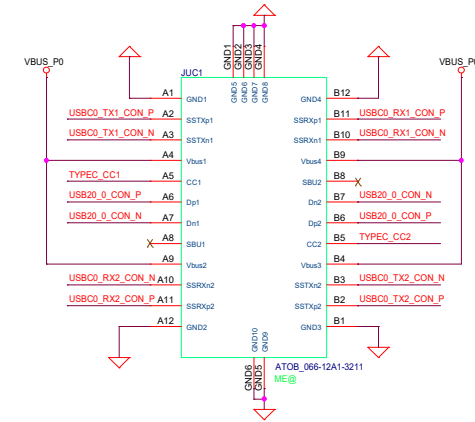 GND1
GND2
GND3
GND4
VBUS_P0
VBUS_P0
JUC1
GND5
GND6
GND7
GND8
A1 GND1 GND4 B12
USBC0_TX1_CON_P A2 SSTXp1 SSRXp1 B11 USBC0_RX1_CON_P
USBC0_TX1_CON_N A3 SSTXn1 SSRXn1 B10 USBC0_RX1_CON_N
A4 Vbus1 Vbus4 B9
TYPEC_CC1 A5 CC1 SBU2 B8
USB20_0_CON_P A6 Dp1 Dn2 B7 USB20_0_CON_N
USB20_0_CON_N A7 Dn1 Dp2 B6 USB20_0_CON_P
A8 SBU1 CC2 B5 TYPEC_CC2
A9 Vbus2 Vbus3 B4
USBC0_RX2_CON_N A10 SSRXn2 SSTXn2 B3 USBC0_TX2_CON_N
USBC0_RX2_CON_P A11 SSRXp2 SSTXp2 B2 USBC0_TX2_CON_P
A12 GND2 GND3 B1
GND10
GND9
GND6
GND5
ATOB_066-12A1-3211
ME@